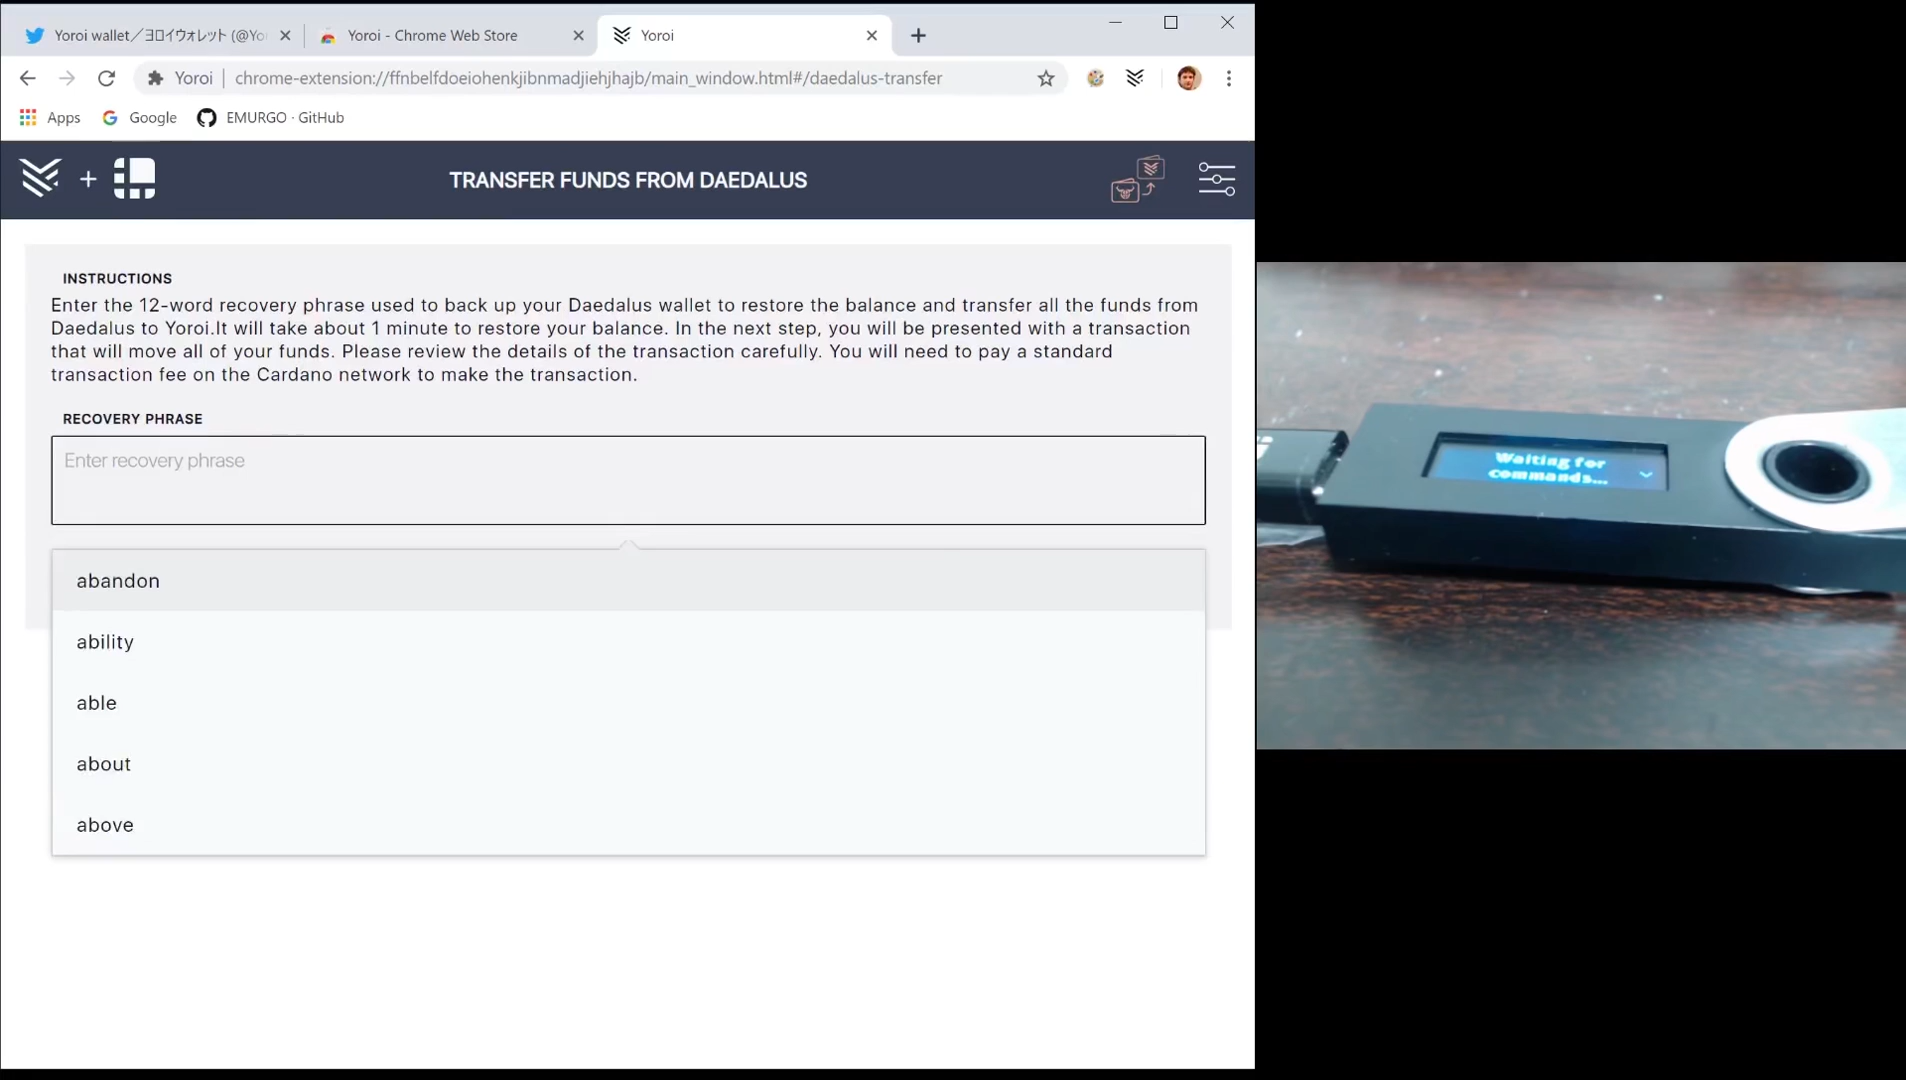 Yoroi wallet／ヨロイウォレット (@Yo
Yoroi - Chrome Web Store
Yoroi
Yoroi
chrome-extension://ffnbelfdoeiohenkjibnmadjiehjhajb/main_window.html#/daedalus-transfer
Apps
Google
EMURGO · GitHub
TRANSFER FUNDS FROM DAEDALUS
INSTRUCTIONS
Enter the 12-word recovery phrase used to back up your Daedalus wallet to restore the balance and transfer all the funds from
Daedalus to Yoroi.It will take about 1 minute to restore your balance. In the next step, you will be presented with a transaction
that will move all of your funds. Please review the details of the transaction carefully. You will need to pay a standard
transaction fee on the Cardano network to make the transaction.
RECOVERY PHRASE
Enter recovery phrase
abandon
ability
able
about
above
Waiting for
commands...